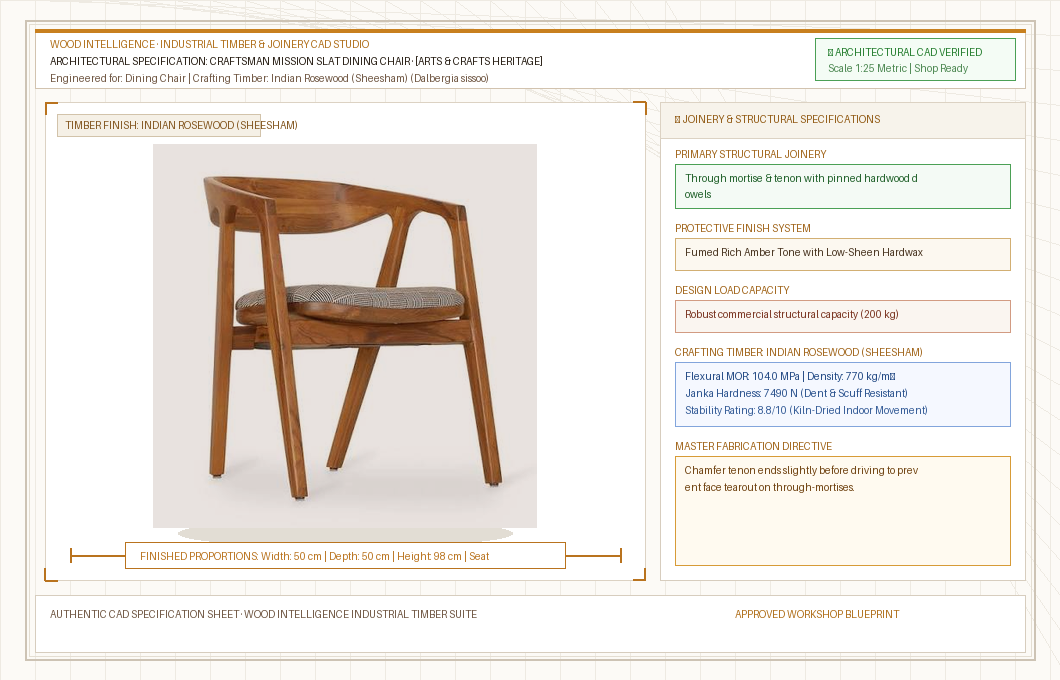 WOOD INTELLIGENCE · INDUSTRIAL TIMBER & JOINERY CAD STUDIO
ARCHITECTURAL SPECIFICATION: CRAFTSMAN MISSION SLAT DINING CHAIR · [ARTS & CRAFTS HERITAGE]
Engineered for: Dining Chair | Crafting Timber: Indian Rosewood (Sheesham) (Dalbergia sissoo)
ARCHITECTURAL CAD VERIFIED
Scale 1:25 Metric | Shop Ready
TIMBER FINISH: INDIAN ROSEWOOD (SHEESHAM)
FINISHED PROPORTIONS: Width: 50 cm | Depth: 50 cm | Height: 98 cm | Seat
JOINERY & STRUCTURAL SPECIFICATIONS
PRIMARY STRUCTURAL JOINERY
Through mortise & tenon with pinned hardwood d
owels
PROTECTIVE FINISH SYSTEM
Fumed Rich Amber Tone with Low-Sheen Hardwax
DESIGN LOAD CAPACITY
Robust commercial structural capacity (200 kg)
CRAFTING TIMBER: INDIAN ROSEWOOD (SHEESHAM)
Flexural MOR: 104.0 MPa | Density: 770 kg/m
Janka Hardness: 7490 N (Dent & Scuff Resistant)
Stability Rating: 8.8/10 (Kiln-Dried Indoor Movement)
MASTER FABRICATION DIRECTIVE
Chamfer tenon ends slightly before driving to prev
ent face tearout on through-mortises.
AUTHENTIC CAD SPECIFICATION SHEET · WOOD INTELLIGENCE INDUSTRIAL TIMBER SUITE
APPROVED WORKSHOP BLUEPRINT